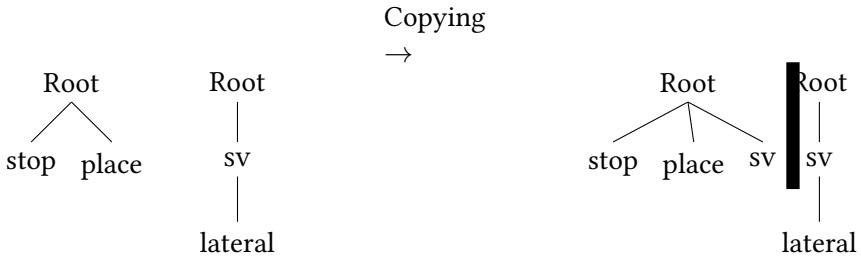 Copying
→
Root Root Root Root
stop place sv stop place sv sv
lateral lateral